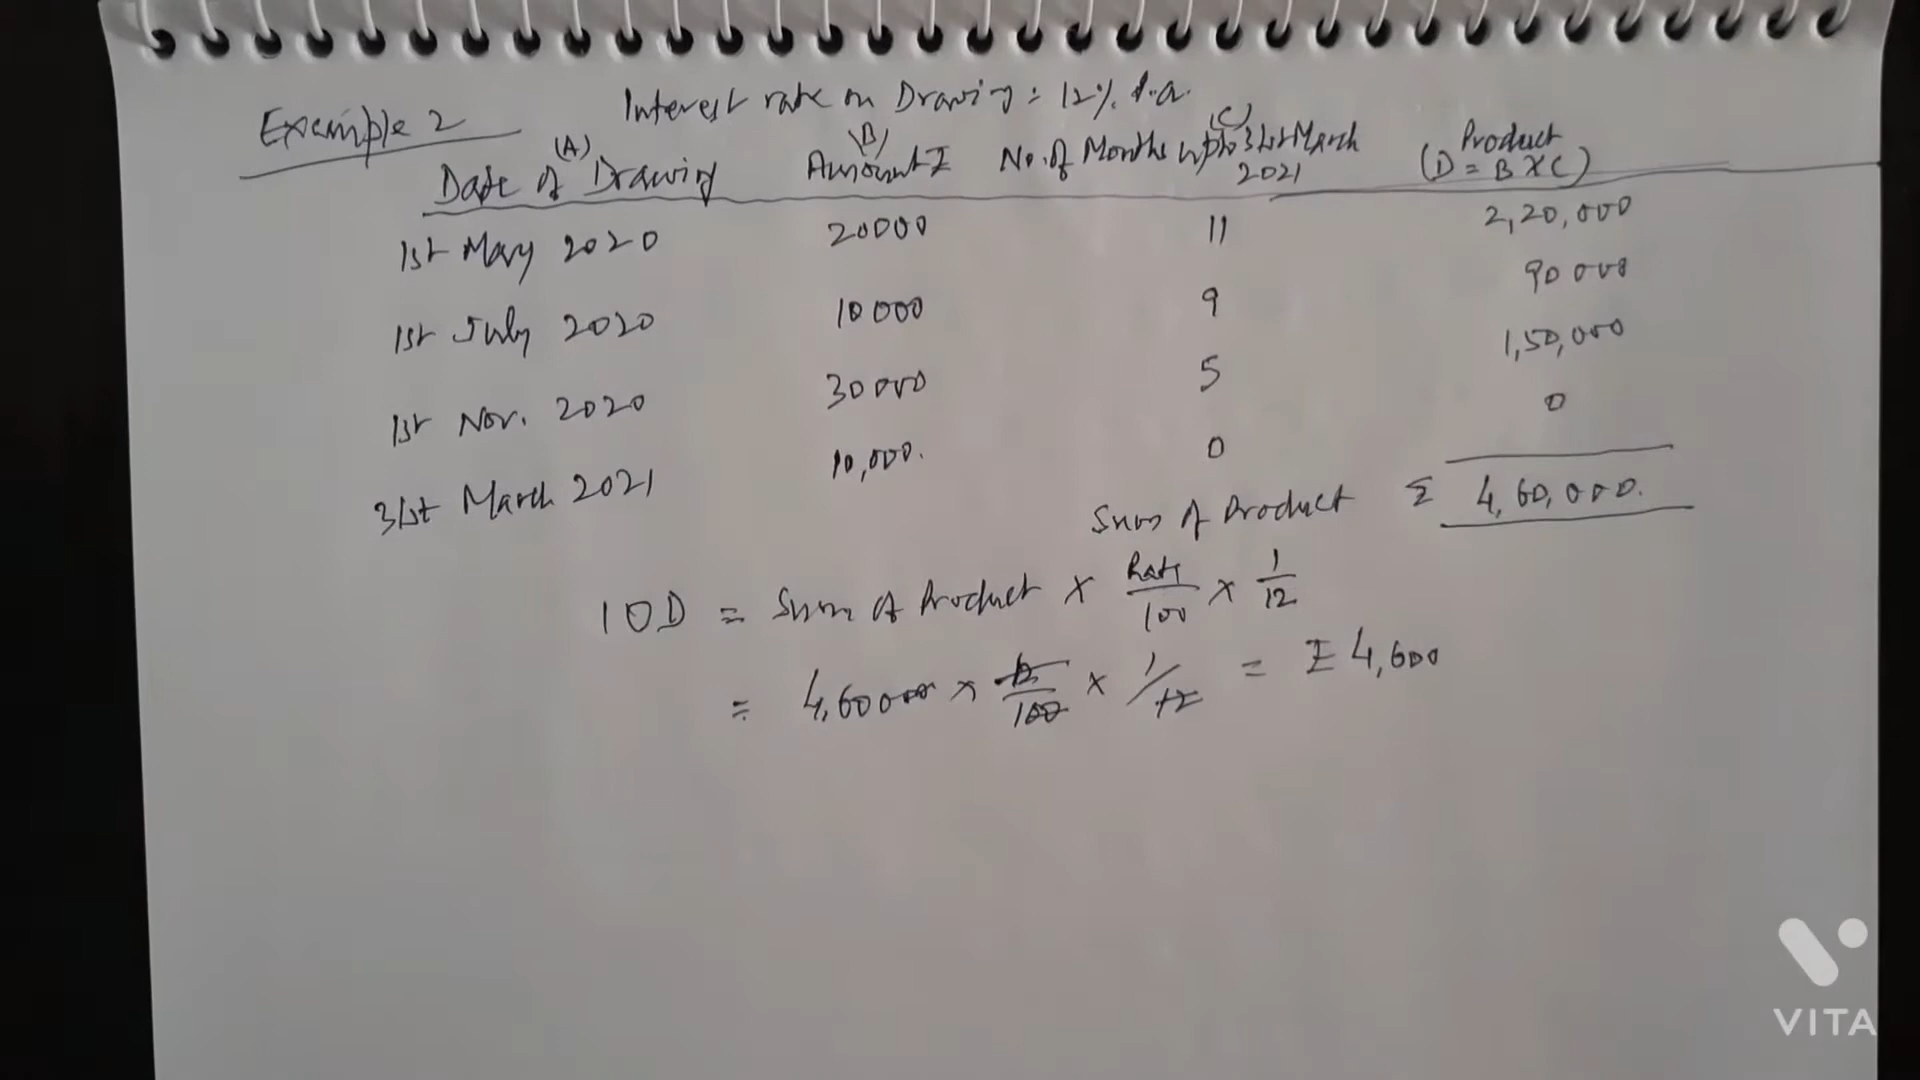 Example 2
Interest rate on Drawing = 12% P.a.
(A) (B) (C)
Date of Drawing Amount ₹ No. of Months upto 31st March 2021 Product (D = B X C)
1st May 2020 20000 11 2,20,000
1st July 2020 10000 9 90000
1st Nov. 2020 30000 5 1,50,000
31st March 2021 10,000. 0 0
Sum of Product ₹ 4,60,000.
IOD = Sum of Product x Rate/100 x 1/12
= 4,60000 x 12/100 x 1/12 = ₹ 4,600
VITA